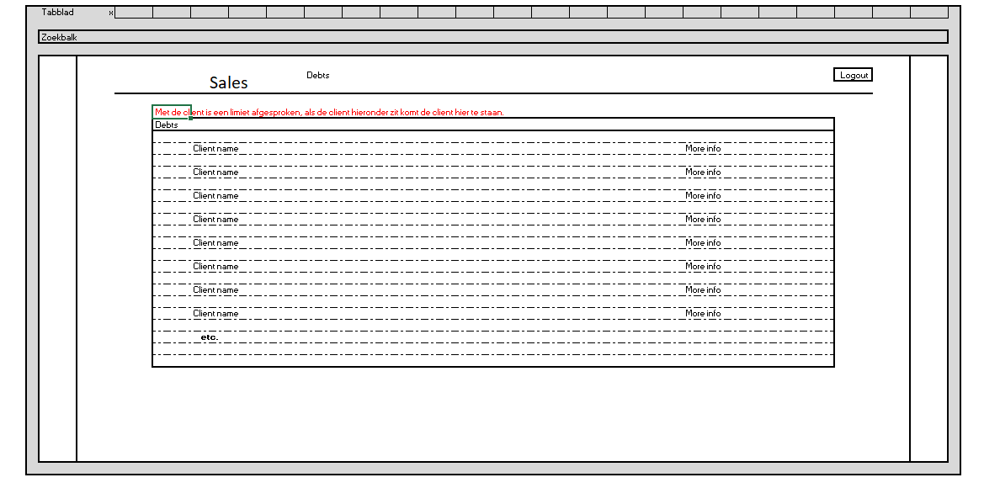 Tabblad x
Zoekbalk
Sales Debts Logout
Met de client is een limiet afgesproken, als de client hieronder zit komt de client hier te staan.
Debts
Client name More info
Client name More info
Client name More info
Client name More info
Client name More info
Client name More info
Client name More info
Client name More info
etc.